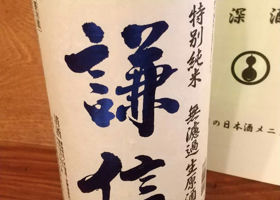 特別純米
無濾過生原酒
謙信
深酒
の日本酒メニ